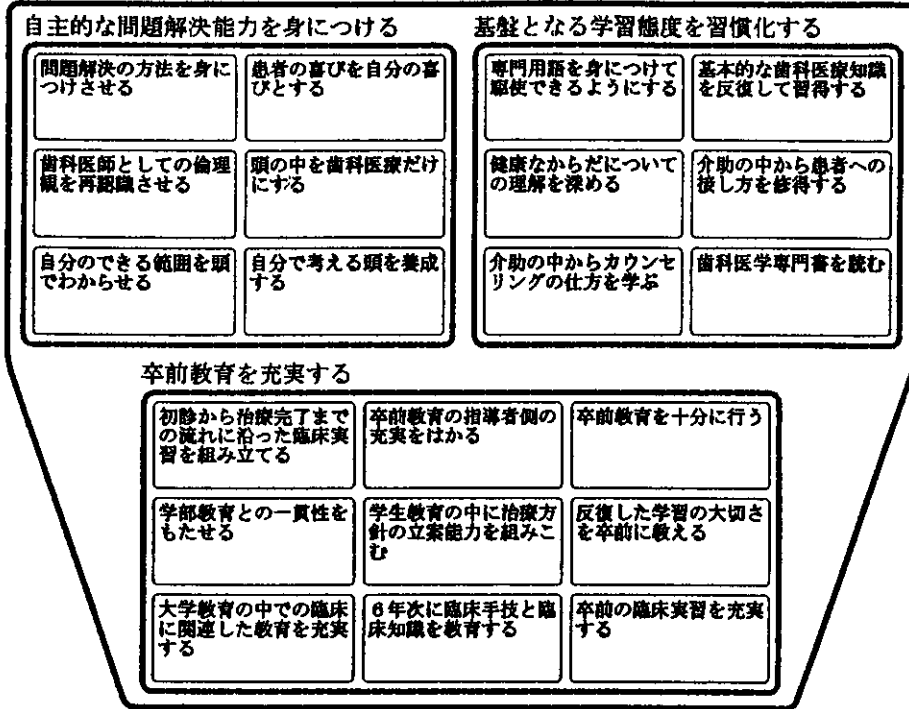 自主的な問題解決能力を身につける
問題解決の方法を身に
つけさせる
患者の喜びを自分の喜
びとする
歯科医師としての倫理
観を再認識させる
頭の中を歯科医療だけ
にする
自分のできる範囲を頭
でわからせる
自分で考える頭を養成
する
基盤となる学習態度を習慣化する
専門用語を身につけて
駆使できるようにする
基本的な歯科医療知識
を反復して習得する
健康なからだについて
の理解を深める
介助の中から患者への
接し方を修得する
介助の中からカウンセ
リングの仕方を学ぶ
歯科医学専門書を読む
卒前教育を充実する
初診から治療完了まで
の流れに沿った臨床実
習を組み立てる
卒前教育の指導者側の
充実をはかる
卒前教育を十分に行う
学部教育との一貫性を
もたせる
学生教育の中に治療方
針の立案能力を組みこ
む
反復した学習の大切さ
を卒前に教える
大学教育の中での臨床
に関連した教育を充実
する
6年次に臨床手技と臨
床知識を教育する
卒前の臨床実習を充実
する